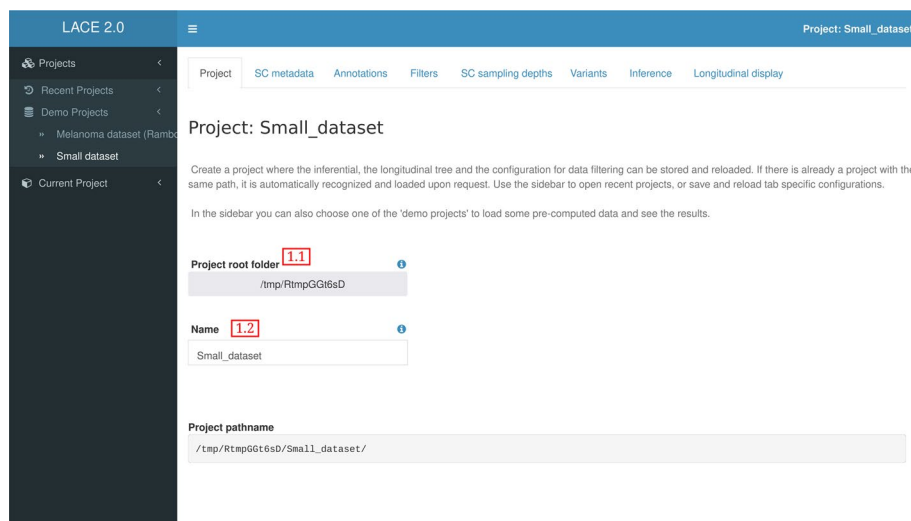 LACE 2.0
Project: Small_dataset
Projects
Recent Projects
Demo Projects
Melanoma dataset (Rambo
Small dataset
Current Project
Project SC metadata Annotations Filters SC sampling depths Variants Inference Longitudinal display
Project: Small_dataset
Create a project where the inferential, the longitudinal tree and the configuration for data filtering can be stored and reloaded. If there is already a project with the
same path, it is automatically recognized and loaded upon request. Use the sidebar to open recent projects, or save and reload tab specific configurations.
In the sidebar you can also choose one of the 'demo projects' to load some pre-computed data and see the results.
Project root folder 1.1
/tmp/RtmpGGt6sD
Name 1.2
Small_dataset
Project pathname
/tmp/RtmpGGt6sD/Small_dataset/